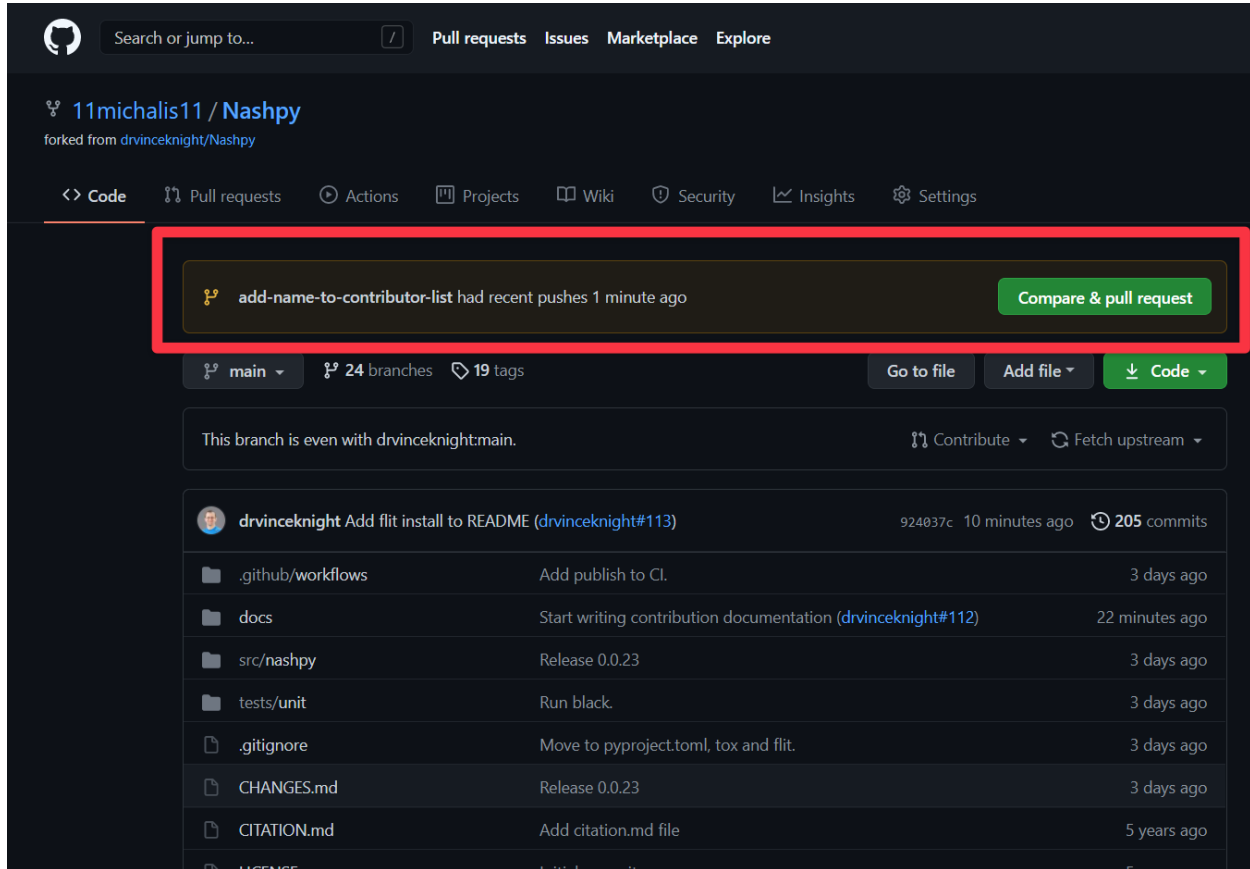 Search or jump to... / Pull requests Issues Marketplace Explore
11michalis11 / Nashpy
forked from drvinceknight/Nashpy
<> Code Pull requests Actions Projects Wiki Security Insights Settings
add-name-to-contributor-list had recent pushes 1 minute ago Compare & pull request
main 24 branches 19 tags Go to file Add file Code
This branch is even with drvinceknight:main. Contribute Fetch upstream
drvinceknight Add flit install to README (drvinceknight#113) 924037c 10 minutes ago 205 commits
.github/workflows Add publish to CI. 3 days ago
docs Start writing contribution documentation (drvinceknight#112) 22 minutes ago
src/nashpy Release 0.0.23 3 days ago
tests/unit Run black. 3 days ago
.gitignore Move to pyproject.toml, tox and flit. 3 days ago
CHANGES.md Release 0.0.23 3 days ago
CITATION.md Add citation.md file 5 years ago